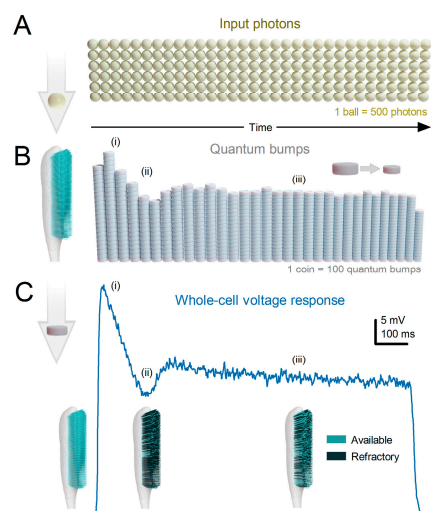 A
Input photons
1 ball = 500 photons
Time
B
Quantum bumps
(i)
(ii)
(iii)
1 coin = 100 quantum bumps
C
(i)
Whole-cell voltage response
5 mV
100 ms
(ii)
(iii)
Available
Refractory